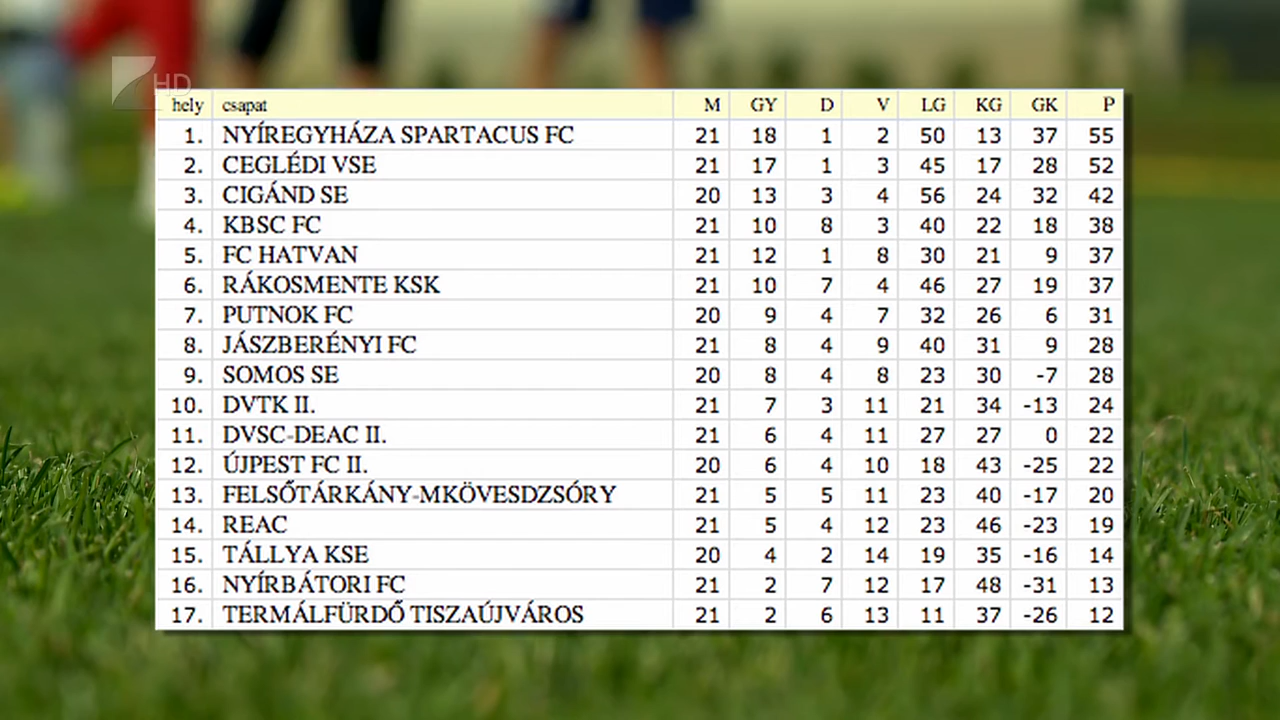 HD
hely csapat M GY D V LG KG GK P
1. NYÍREGYHÁZA SPARTACUS FC 21 18 1 2 50 13 37 55
2. CEGLÉDI VSE 21 17 1 3 45 17 28 52
3. CIGÁND SE 20 13 3 4 56 24 32 42
4. KBSC FC 21 10 8 3 40 22 18 38
5. FC HATVAN 21 12 1 8 30 21 9 37
6. RÁKOSMENTE KSK 21 10 7 4 46 27 19 37
7. PUTNOK FC 20 9 4 7 32 26 6 31
8. JÁSZBERÉNYI FC 21 8 4 9 40 31 9 28
9. SOMOS SE 20 8 4 8 23 30 -7 28
10. DVTK II. 21 7 3 11 21 34 -13 24
11. DVSC-DEAC II. 21 6 4 11 27 27 0 22
12. ÚJPEST FC II. 20 6 4 10 18 43 -25 22
13. FELSŐTÁRKÁNY-MKÖVESDZSÓRY 21 5 5 11 23 40 -17 20
14. REAC 21 5 4 12 23 46 -23 19
15. TÁLLYA KSE 20 4 2 14 19 35 -16 14
16. NYÍRBÁTORI FC 21 2 7 12 17 48 -31 13
17. TERMÁLFÜRDŐ TISZAÚJVÁROS 21 2 6 13 11 37 -26 12